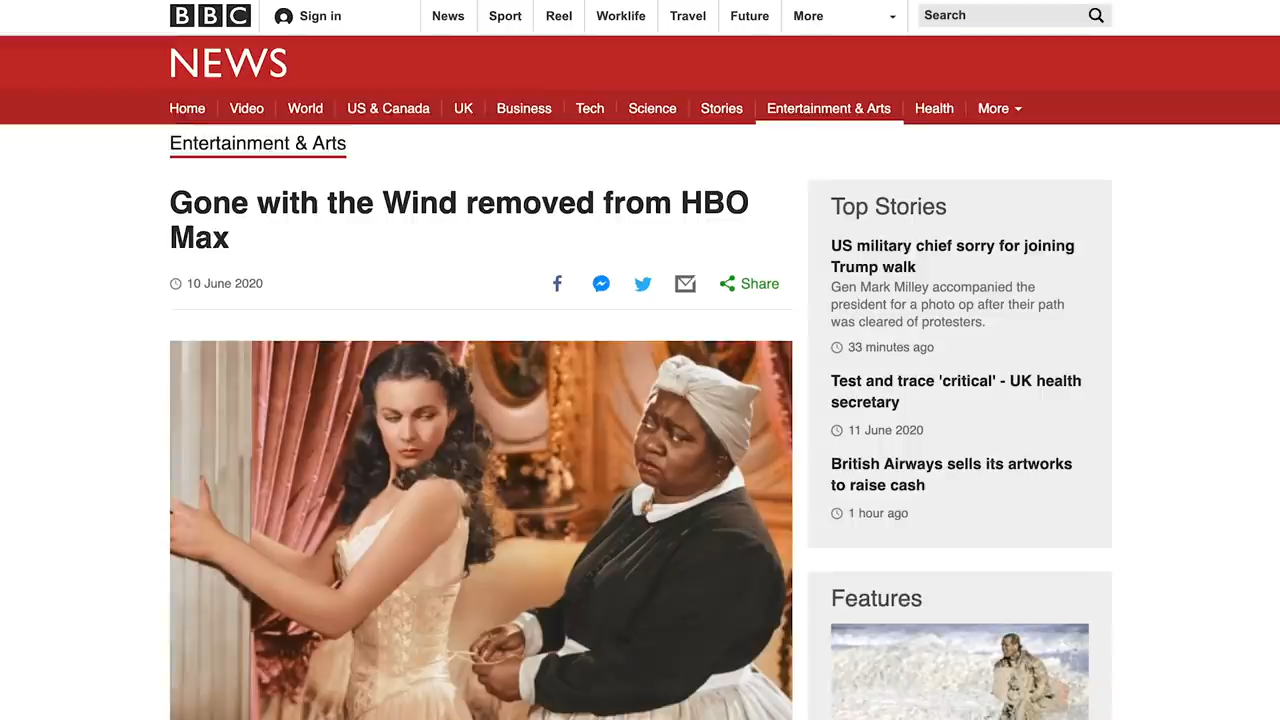 BBC Sign in News Sport Reel Worklife Travel Future More Search
NEWS
Home Video World US & Canada UK Business Tech Science Stories Entertainment & Arts Health More
Entertainment & Arts
Gone with the Wind removed from HBO
Max
10 June 2020 Share
Top Stories
US military chief sorry for joining
Trump walk
Gen Mark Milley accompanied the
president for a photo op after their path
was cleared of protesters.
33 minutes ago
Test and trace 'critical' - UK health
secretary
11 June 2020
British Airways sells its artworks
to raise cash
1 hour ago
Features